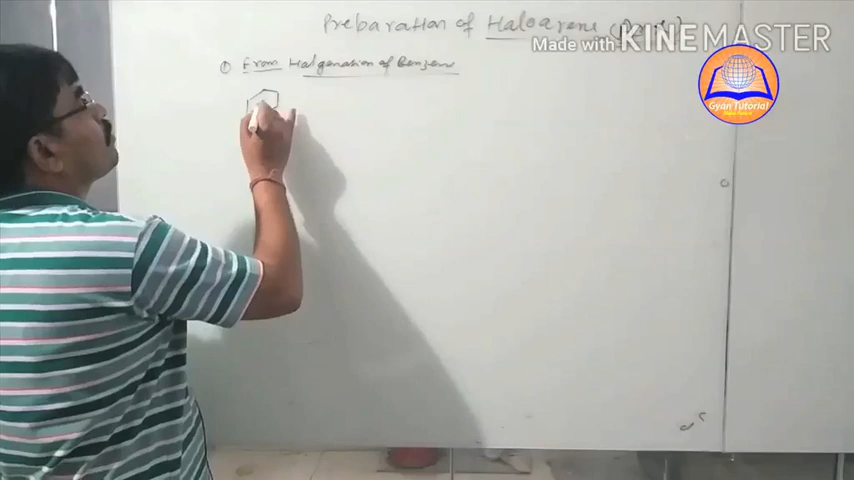 Prebaration of Haloarene
Made with KINEMASTER
① From Halgenation of Benzene
Gyan Tutorial